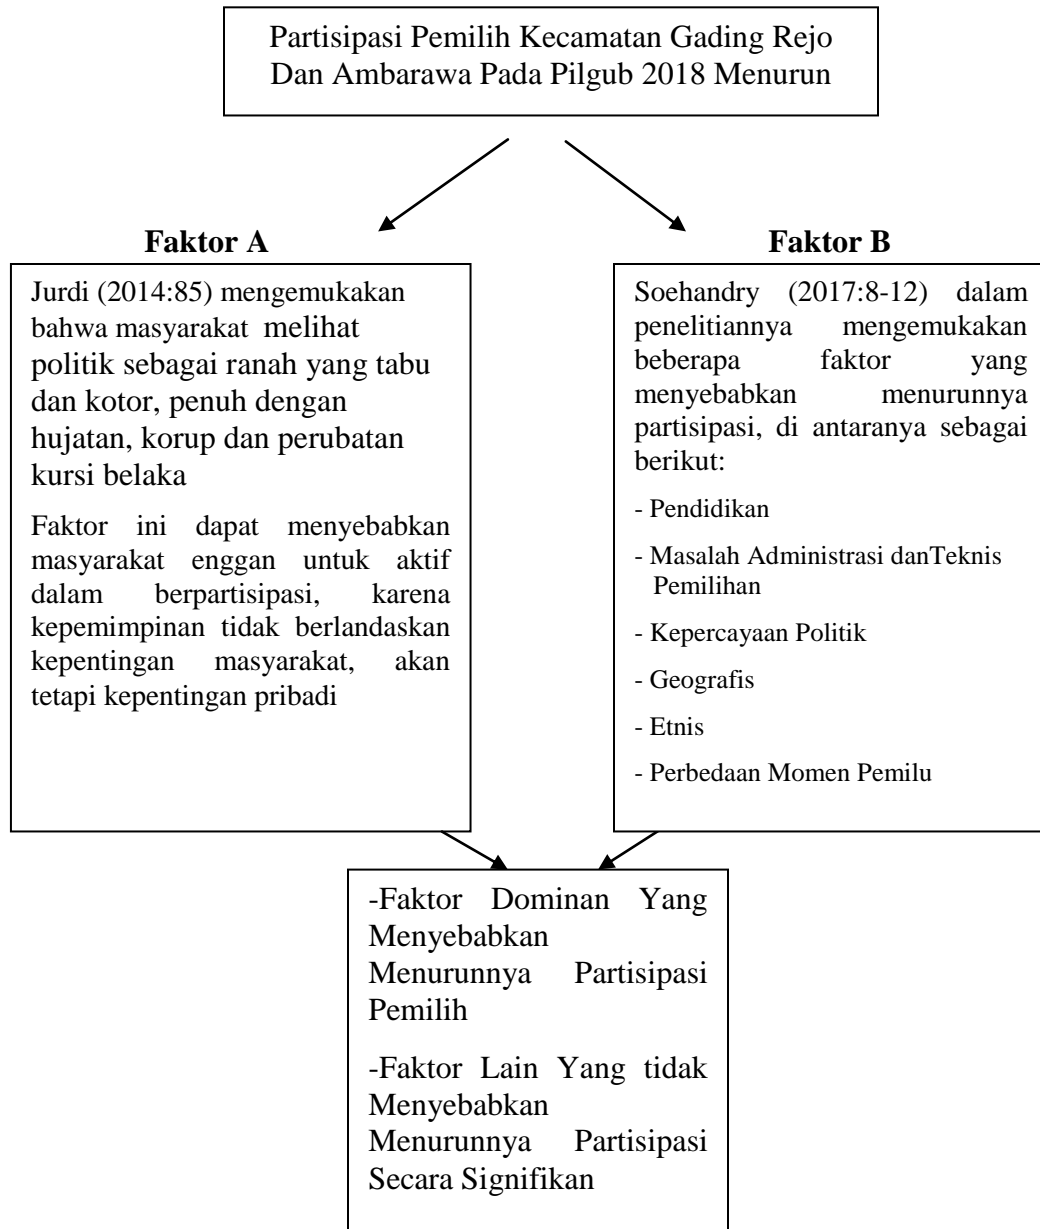 Partisipasi Pemilih Kecamatan Gading Rejo
Dan Ambarawa Pada Pilgub 2018 Menurun
Faktor A
Jurdi (2014:85) mengemukakan
bahwa masyarakat melihat
politik sebagai ranah yang tabu
dan kotor, penuh dengan
hujatan, korup dan perubatan
kursi belaka
Faktor ini dapat menyebabkan
masyarakat enggan untuk aktif
dalam berpartisipasi, karena
kepemimpinan tidak berlandaskan
kepentingan masyarakat, akan
tetapi kepentingan pribadi
Faktor B
Soehandry (2017:8-12) dalam
penelitiannya mengemukakan
beberapa faktor yang
menyebabkan menurunnya
partisipasi, di antaranya sebagai
berikut:
- Pendidikan
- Masalah Administrasi danTeknis
Pemilihan
- Kepercayaan Politik
- Geografis
- Etnis
- Perbedaan Momen Pemilu
-Faktor Dominan Yang
Menyebabkan
Menurunnya Partisipasi
Pemilih
-Faktor Lain Yang tidak
Menyebabkan
Menurunnya Partisipasi
Secara Signifikan